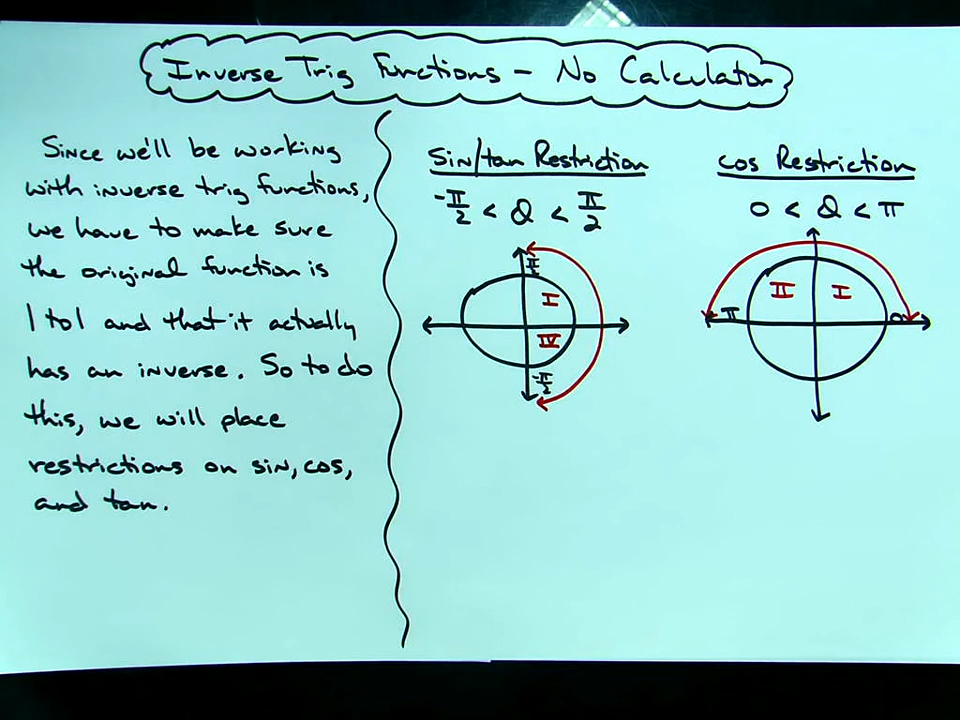 Inverse Trig Functions - No Calculator
Since we'll be working
with inverse trig functions,
we have to make sure
the original function is
1 to 1 and that it actually
has an inverse. So to do
this, we will place
restrictions on sin, cos,
and tan.
Sin/tan Restriction
-π/2 < θ < π/2
π/2
I
IV
-π/2
cos Restriction
0 < θ < π
II I
π 0